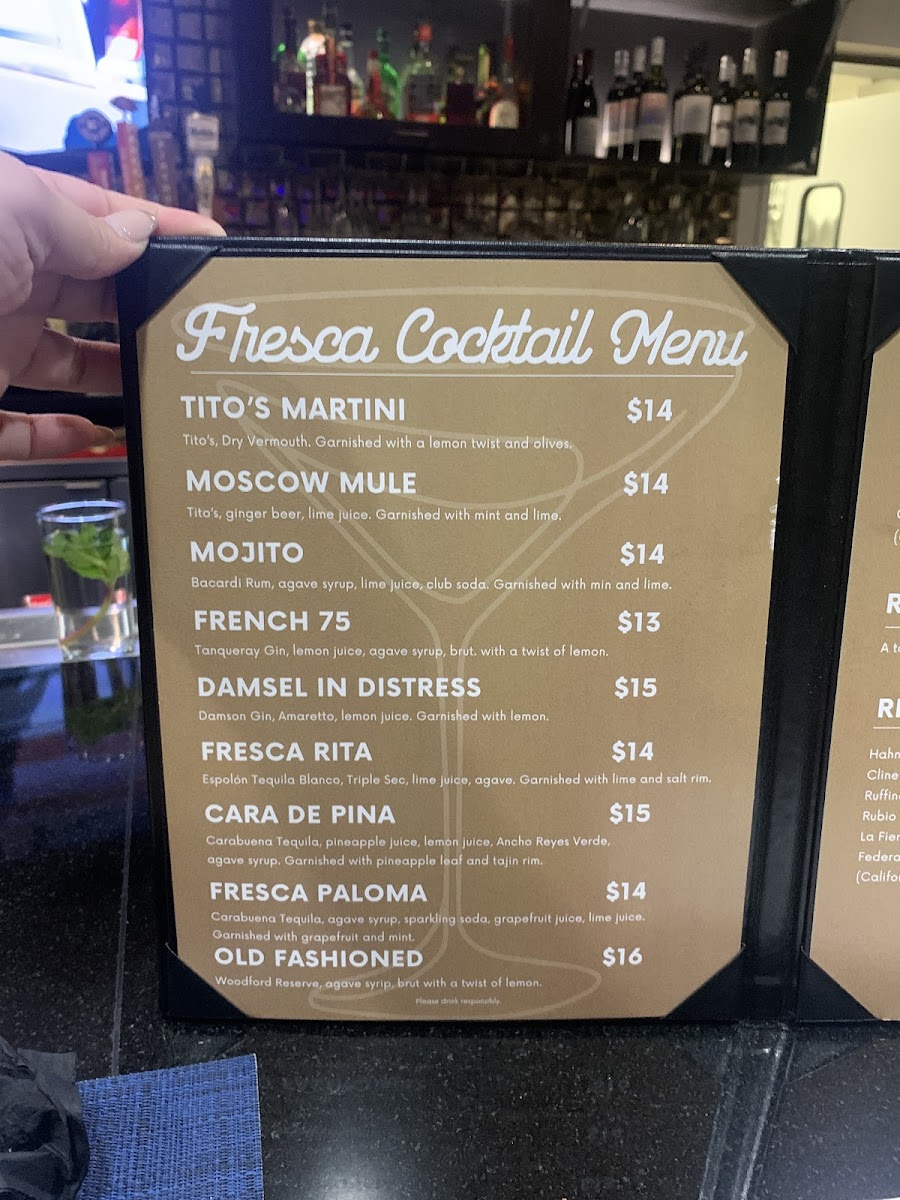 Fresca Cocktail Menu
TITO'S MARTINI $14
Tito's, Dry Vermouth. Garnished with a lemon twist and olives.
MOSCOW MULE $14
Tito's, ginger beer, lime juice. Garnished with mint and lime.
MOJITO $14
Bacardi Rum, agave syrup, lime juice, club soda. Garnished with min and lime.
FRENCH 75 $13
Tanqueray Gin, lemon juice, agave syrup, brut. with a twist of lemon.
DAMSEL IN DISTRESS $15
Damson Gin, Amaretto, lemon juice. Garnished with lemon.
FRESCA RITA $14
Espolón Tequila Blanco, Triple Sec, lime juice, agave. Garnished with lime and salt rim.
CARA DE PINA $15
Carabuena Tequila, pineapple juice, lemon juice, Ancho Reyes Verde,
agave syrup. Garnished with pineapple leaf and tajin rim.
FRESCA PALOMA $14
Carabuena Tequila, agave syrup, sparkling soda, grapefruit juice, lime juice.
Garnished with grapefruit and mint.
OLD FASHIONED $16
Woodford Reserve, agave syrip, brut with a twist of lemon.
Please drink responsibly.
A
Cline
Rubio
La